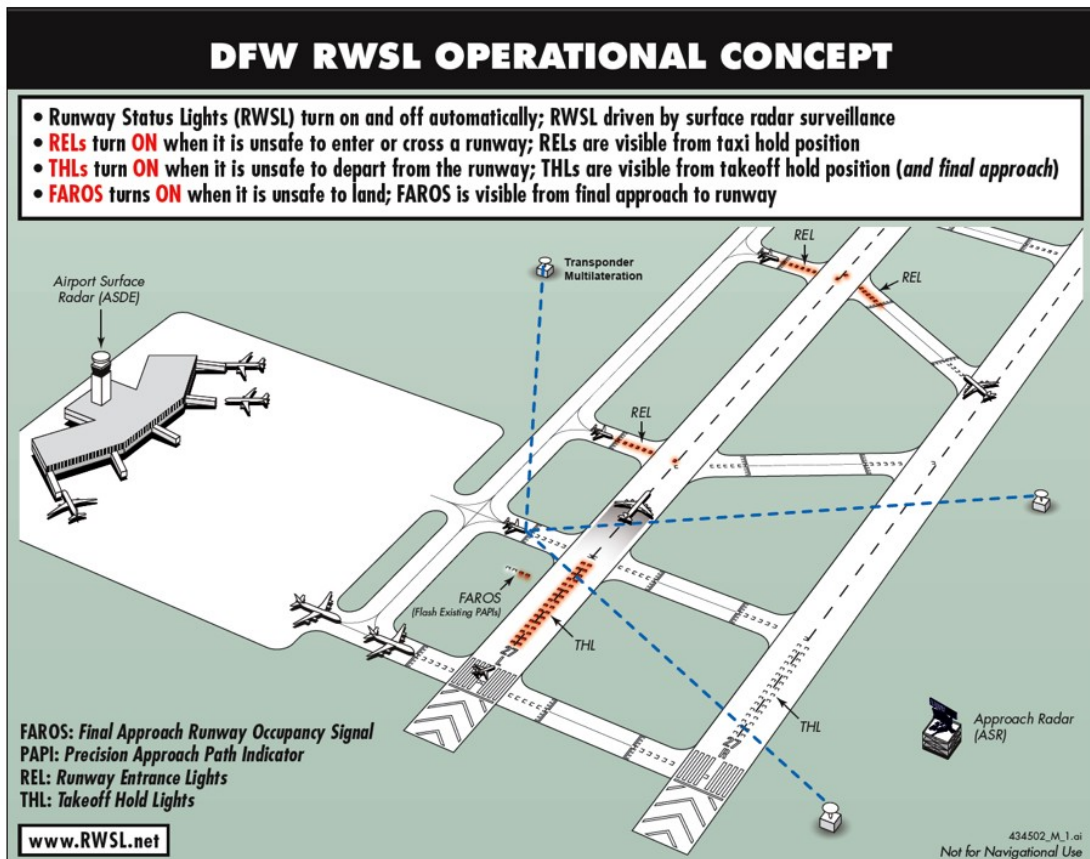 DFW RWSL OPERATIONAL CONCEPT
• Runway Status Lights (RWSL) turn on and off automatically; RWSL driven by surface radar surveillance
• RELs turn ON when it is unsafe to enter or cross a runway; RELs are visible from taxi hold position
• THLs turn ON when it is unsafe to depart from the runway; THLs are visible from takeoff hold position (and final approach)
• FAROS turns ON when it is unsafe to land; FAROS is visible from final approach to runway
REL
Transponder
Multilateration
REL
Airport Surface
Radar (ASDE)
REL
FAROS
(Flash Existing PAPIs)
THL
27
L
THL
27
R
Approach Radar
(ASR)
FAROS: Final Approach Runway Occupancy Signal
PAPI: Precision Approach Path Indicator
REL: Runway Entrance Lights
THL: Takeoff Hold Lights
www.RWSL.net
434502_M_1.ai
Not for Navigational Use